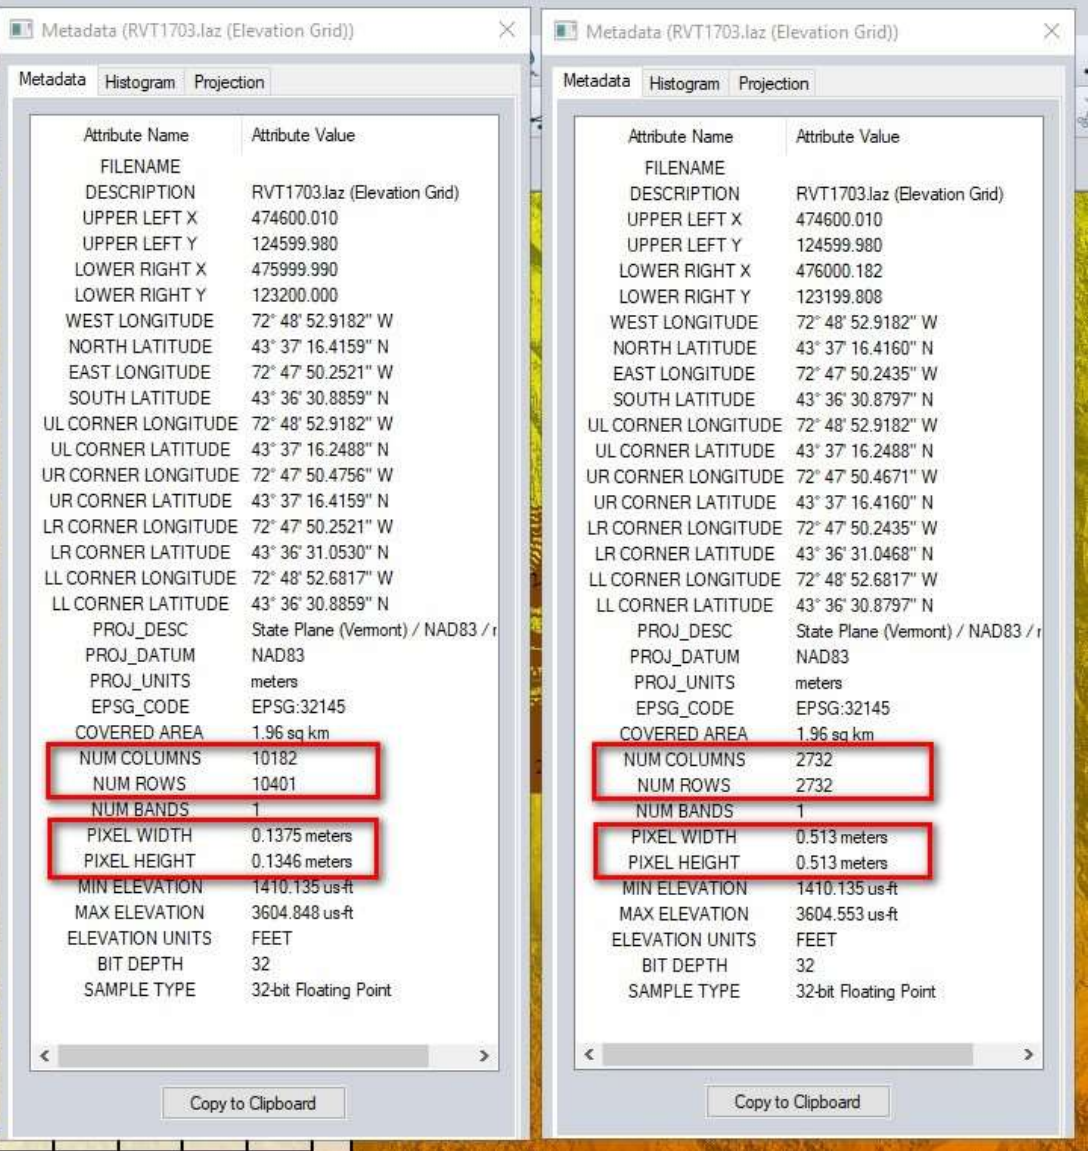 Metadata (RVT1703.laz (Elevation Grid))
Metadata Histogram Projection
Attribute Name Attribute Value
FILENAME
DESCRIPTION RVT1703.laz (Elevation Grid)
UPPER LEFT X 474600.010
UPPER LEFT Y 124599.980
LOWER RIGHT X 475999.990
LOWER RIGHT Y 123200.000
WEST LONGITUDE 72° 48' 52.9182" W
NORTH LATITUDE 43° 37' 16.4159" N
EAST LONGITUDE 72° 47' 50.2521" W
SOUTH LATITUDE 43° 36' 30.8859" N
UL CORNER LONGITUDE 72° 48' 52.9182" W
UL CORNER LATITUDE 43° 37' 16.2488" N
UR CORNER LONGITUDE 72° 47' 50.4756" W
UR CORNER LATITUDE 43° 37' 16.4159" N
LR CORNER LONGITUDE 72° 47' 50.2521" W
LR CORNER LATITUDE 43° 36' 31.0530" N
LL CORNER LONGITUDE 72° 48' 52.6817" W
LL CORNER LATITUDE 43° 36' 30.8859" N
PROJ_DESC State Plane (Vermont) / NAD83 /
PROJ_DATUM NAD83
PROJ_UNITS meters
EPSG_CODE EPSG:32145
COVERED AREA 1.96 sq km
NUM COLUMNS 10182
NUM ROWS 10401
NUM BANDS 1
PIXEL WIDTH 0.1375 meters
PIXEL HEIGHT 0.1346 meters
MIN ELEVATION 1410.135 us-ft
MAX ELEVATION 3604.848 us-ft
ELEVATION UNITS FEET
BIT DEPTH 32
SAMPLE TYPE 32-bit Floating Point
Copy to Clipboard
Metadata (RVT1703.laz (Elevation Grid))
Metadata Histogram Projection
Attribute Name Attribute Value
FILENAME
DESCRIPTION RVT1703.laz (Elevation Grid)
UPPER LEFT X 474600.010
UPPER LEFT Y 124599.980
LOWER RIGHT X 476000.182
LOWER RIGHT Y 123199.808
WEST LONGITUDE 72° 48' 52.9182" W
NORTH LATITUDE 43° 37' 16.4160" N
EAST LONGITUDE 72° 47' 50.2435" W
SOUTH LATITUDE 43° 36' 30.8797" N
UL CORNER LONGITUDE 72° 48' 52.9182" W
UL CORNER LATITUDE 43° 37' 16.2488" N
UR CORNER LONGITUDE 72° 47' 50.4671" W
UR CORNER LATITUDE 43° 37' 16.4160" N
LR CORNER LONGITUDE 72° 47' 50.2435" W
LR CORNER LATITUDE 43° 36' 31.0468" N
LL CORNER LONGITUDE 72° 48' 52.6817" W
LL CORNER LATITUDE 43° 36' 30.8797" N
PROJ_DESC State Plane (Vermont) / NAD83 /
PROJ_DATUM NAD83
PROJ_UNITS meters
EPSG_CODE EPSG:32145
COVERED AREA 1.96 sq km
NUM COLUMNS 2732
NUM ROWS 2732
NUM BANDS 1
PIXEL WIDTH 0.513 meters
PIXEL HEIGHT 0.513 meters
MIN ELEVATION 1410.135 us-ft
MAX ELEVATION 3604.553 us-ft
ELEVATION UNITS FEET
BIT DEPTH 32
SAMPLE TYPE 32-bit Floating Point
Copy to Clipboard